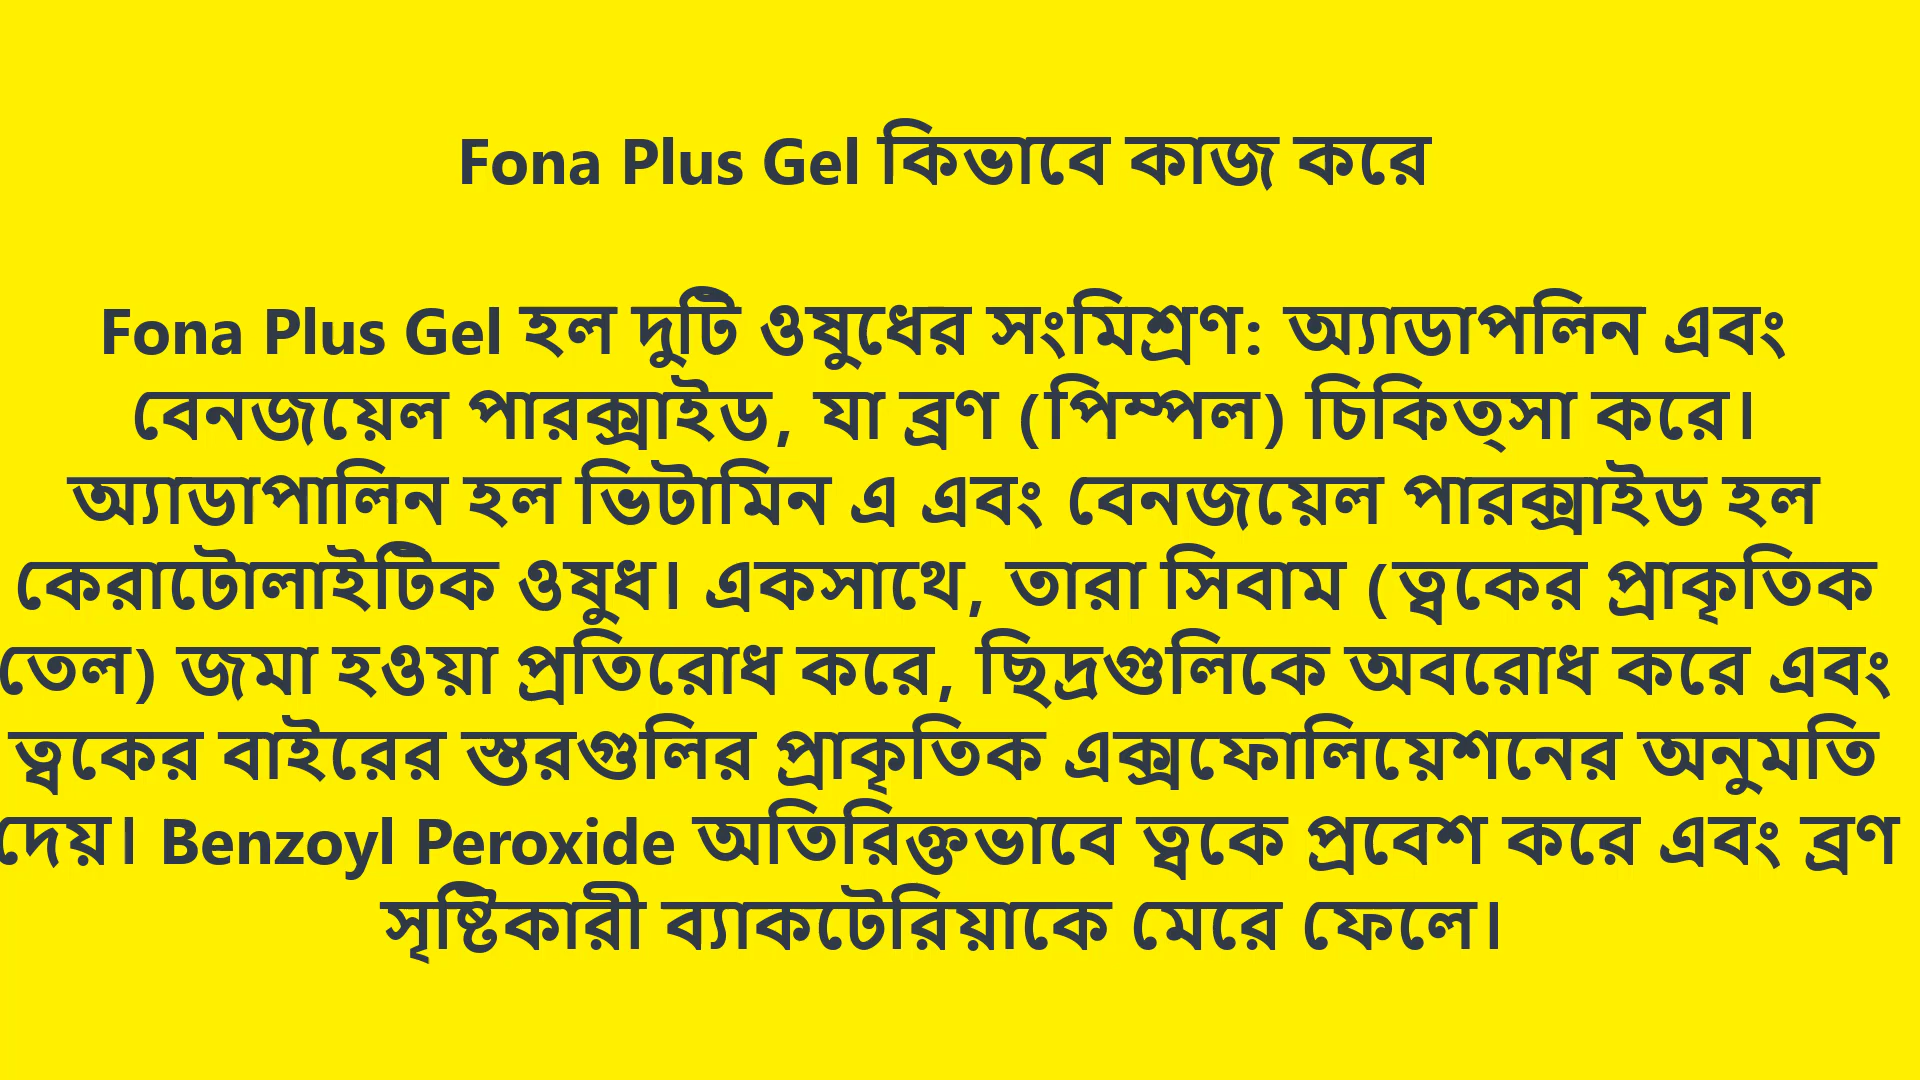 Fona Plus Gel কিভাবে কাজ করে
Fona Plus Gel হল দুটি ওষুধের সংমিশ্রণ: অ্যাডাপলিন এবং
বেনজয়েল পারক্সাইড, যা ব্রণ (পিম্পল) চিকিত্সা করে।
অ্যাডাপালিন হল ভিটামিন এ এবং বেনজয়েল পারক্সাইড হল
কেরাটোলাইটিক ওষুধ। একসাথে, তারা সিবাম (ত্বকের প্রাকৃতিক
তেল) জমা হওয়া প্রতিরোধ করে, ছিদ্রগুলিকে অবরোধ করে এবং
ত্বকের বাইরের স্তরগুলির প্রাকৃতিক এক্সফোলিয়েশনের অনুমতি
দেয়। Benzoyl Peroxide অতিরিক্তভাবে ত্বকে প্রবেশ করে এবং ব্রণ
সৃষ্টিকারী ব্যাকটেরিয়াকে মেরে ফেলে।